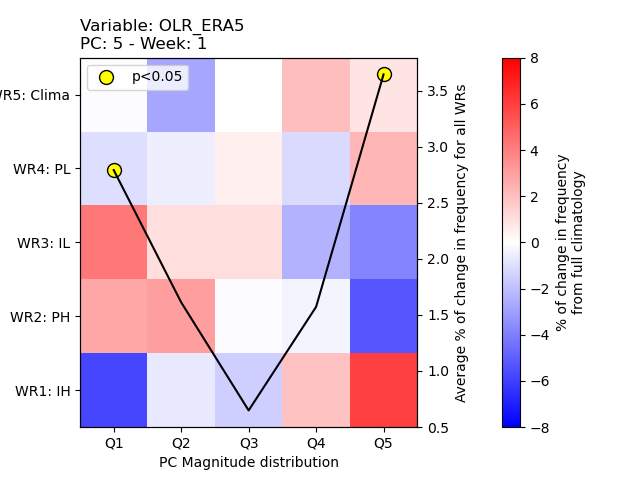 Variable: OLR_ERA5
PC: 5 - Week: 1
p<0.05
WR5: Clima
WR4: PL
WR3: IL
WR2: PH
WR1: IH
Q1 Q2 Q3 Q4 Q5
PC Magnitude distribution
3.5
3.0
2.5
2.0
1.5
1.0
0.5
Average % of change in frequency for all WRs
8
6
4
2
0
−2
−4
−6
−8
% of change in frequency
from full climatology